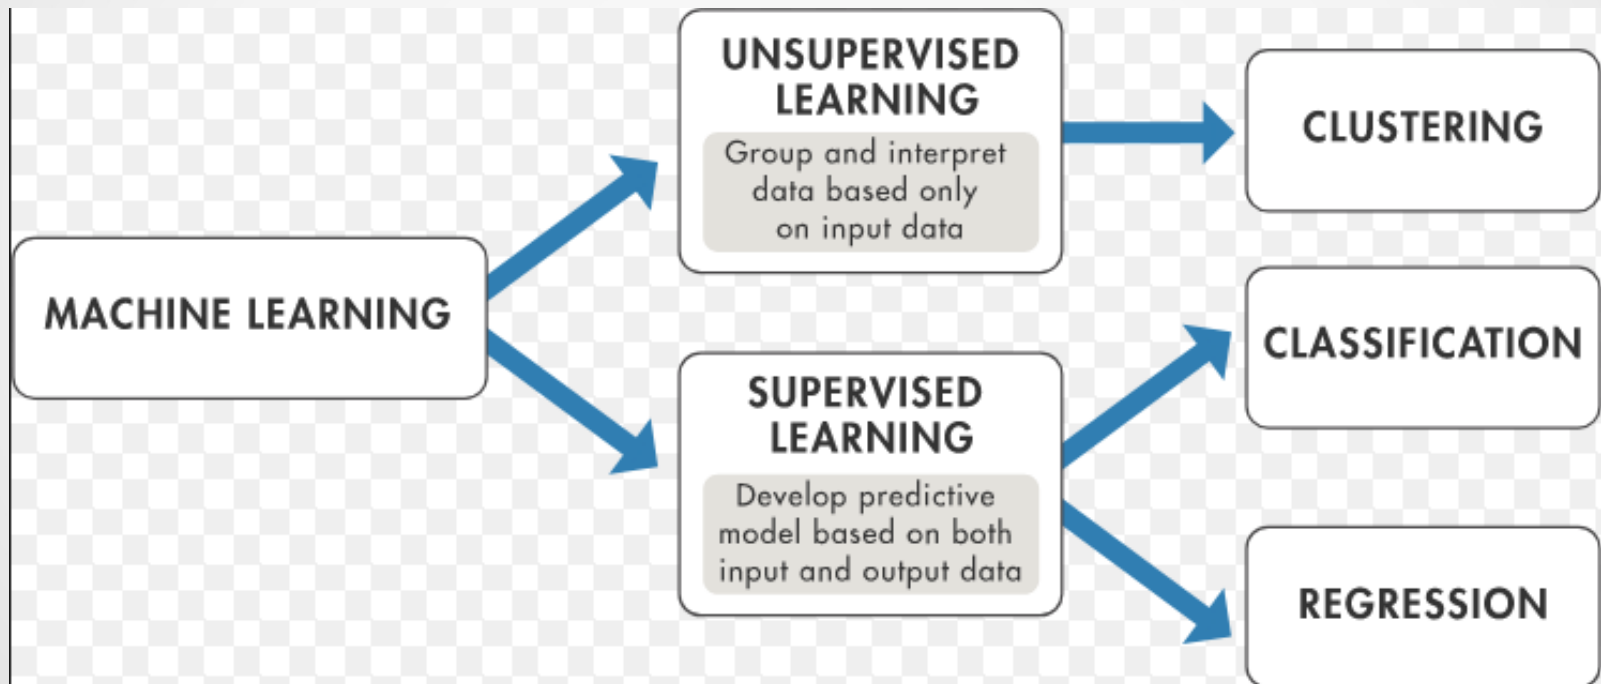 MACHINE LEARNING
UNSUPERVISED
LEARNING
Group and interpret
data based only
on input data
SUPERVISED
LEARNING
Develop predictive
model based on both
input and output data
CLUSTERING
CLASSIFICATION
REGRESSION